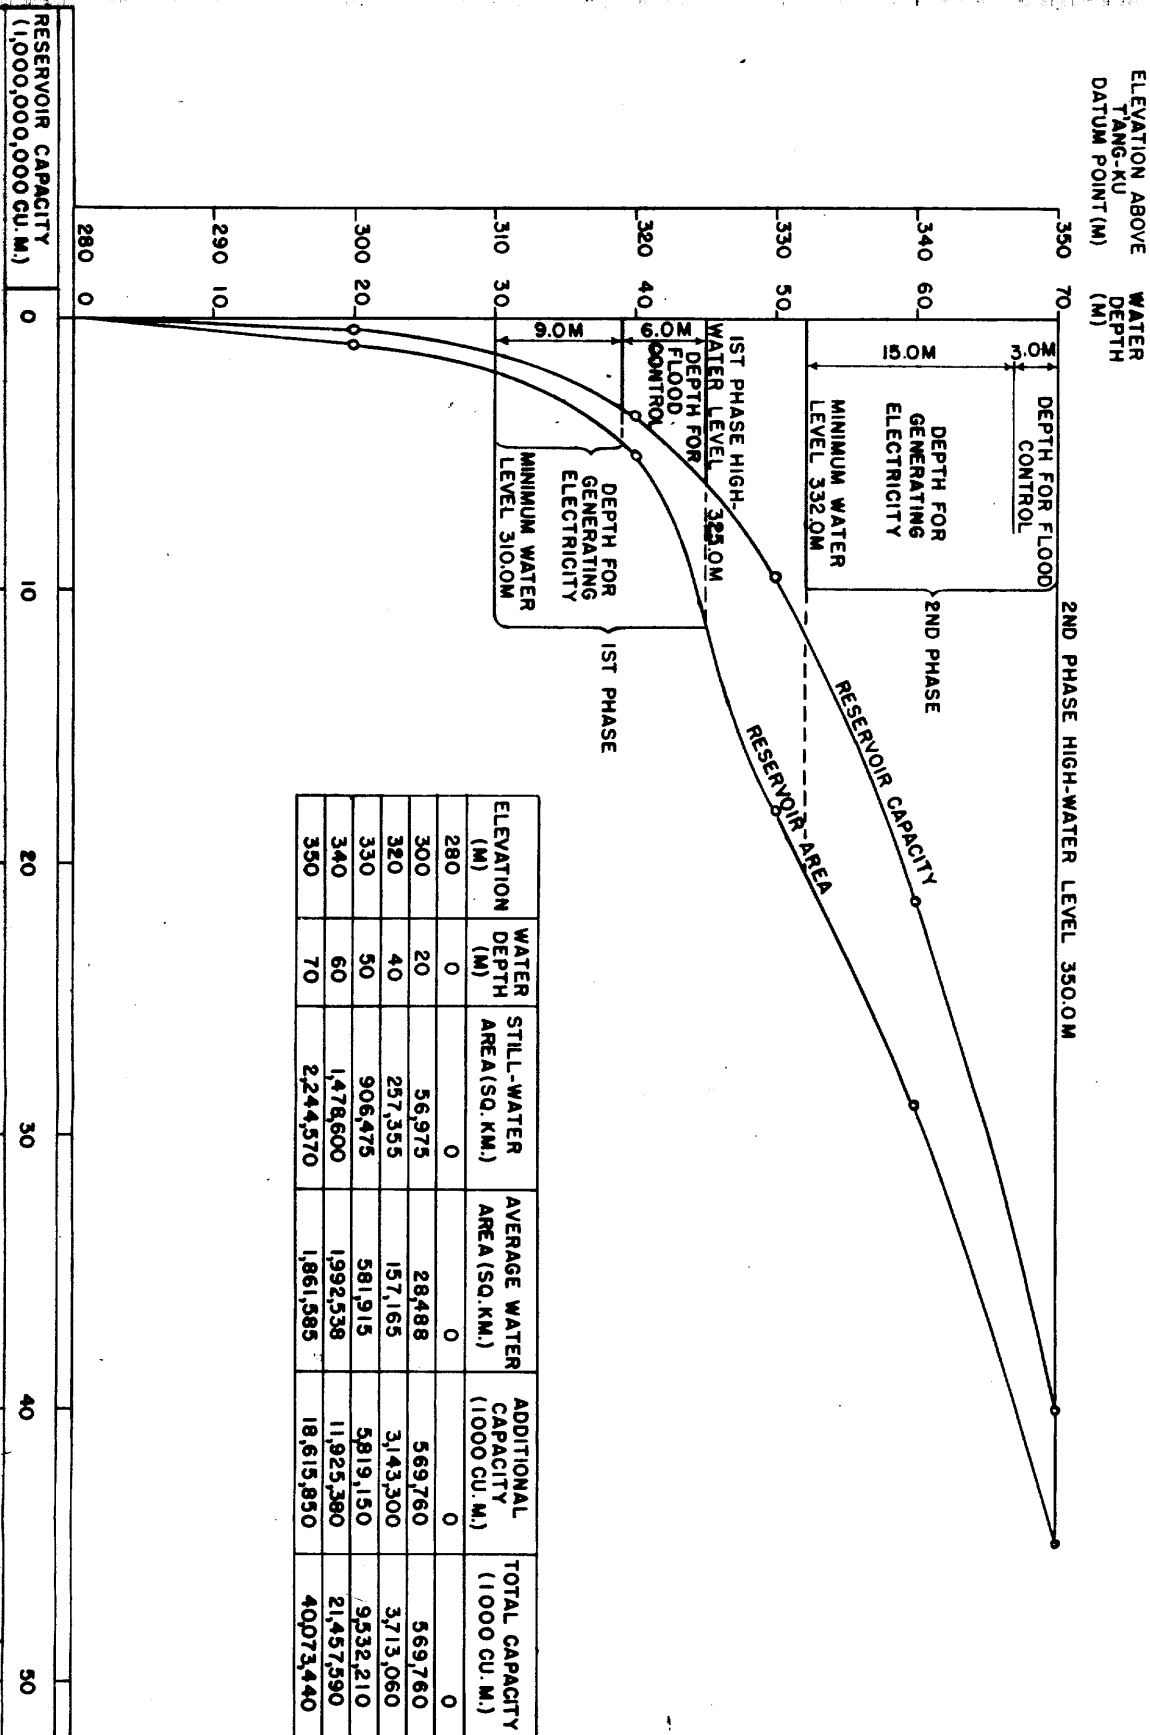 ELEVATION ABOVE
T'ANG-KU
DATUM POINT (M)
WATER
DEPTH
(M)
350 70
340 60
330 50
320 40
310 30
300 20
290 10
280 0
2ND PHASE HIGH-WATER LEVEL 350.0M
3.0M
DEPTH FOR FLOOD
CONTROL
15.0M
DEPTH FOR
GENERATING
ELECTRICITY
2ND PHASE
MINIMUM WATER
LEVEL 332.0M
1ST PHASE HIGH-
WATER LEVEL 325.0M
6.0M
DEPTH FOR
FLOOD
CONTROL
9.0M
DEPTH FOR
GENERATING
ELECTRICITY
1ST PHASE
MINIMUM WATER
LEVEL 310.0M
RESERVOIR CAPACITY
RESERVOIR AREA
ELEVATION
(M)
WATER
DEPTH
(M)
STILL-WATER
AREA (SQ. KM.)
AVERAGE WATER
AREA (SQ. KM.)
ADDITIONAL
CAPACITY
(1000 CU. M.)
TOTAL CAPACITY
(1000 CU. M.)
280 0 0 0 0 0
300 20 56,975 28,488 569,760 569,760
320 40 257,355 157,165 3,143,300 3,713,060
330 50 906,475 581,915 5,819,150 9,532,210
340 60 1,478,600 1,992,538 11,925,380 21,457,590
350 70 2,244,570 1,861,585 18,615,850 40,073,440
RESERVOIR CAPACITY
(1,000,000,000 CU. M.)
0 10 20 30 40 50